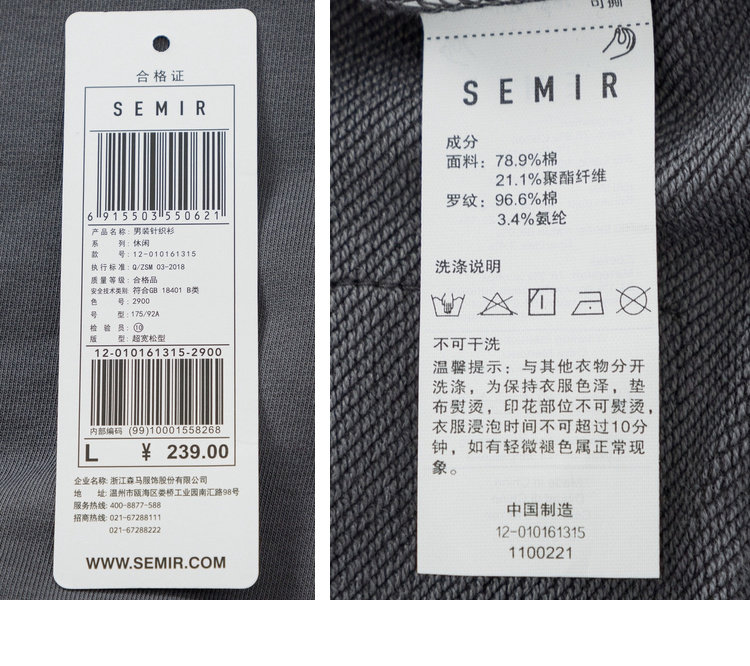 合格证
SEMIR
6 915503 550621
产品名称: 男装针织衫
系 列: 休闲
款 号: 12-010161315
执行标准: Q/ZSM 03-2018
质量等级: 合格品
安全技术类别: 符合GB 18401 B类
色 号: 2900
号 型: 175/92A
检 验 员: ⑩
版 型: 超宽松型
12-010161315-2900
内部编码 (99)10001558268
L ¥ 239.00
企业名称: 浙江森马服饰股份有限公司
地 址: 温州市瓯海区娄桥工业园南汇路98号
服务热线: 400-8877-588
招商热线: 021-67288111
021-67288222
WWW.SEMIR.COM
可撕
SEMIR
成分
面料: 78.9%棉
21.1%聚酯纤维
罗纹: 96.6%棉
3.4%氨纶
洗涤说明
不可干洗
温馨提示: 与其他衣物分开
洗涤, 为保持衣服色泽, 垫
布熨烫, 印花部位不可熨烫,
衣服浸泡时间不可超过10分
钟, 如有轻微褪色属正常现
象。
中国制造
12-010161315
1100221